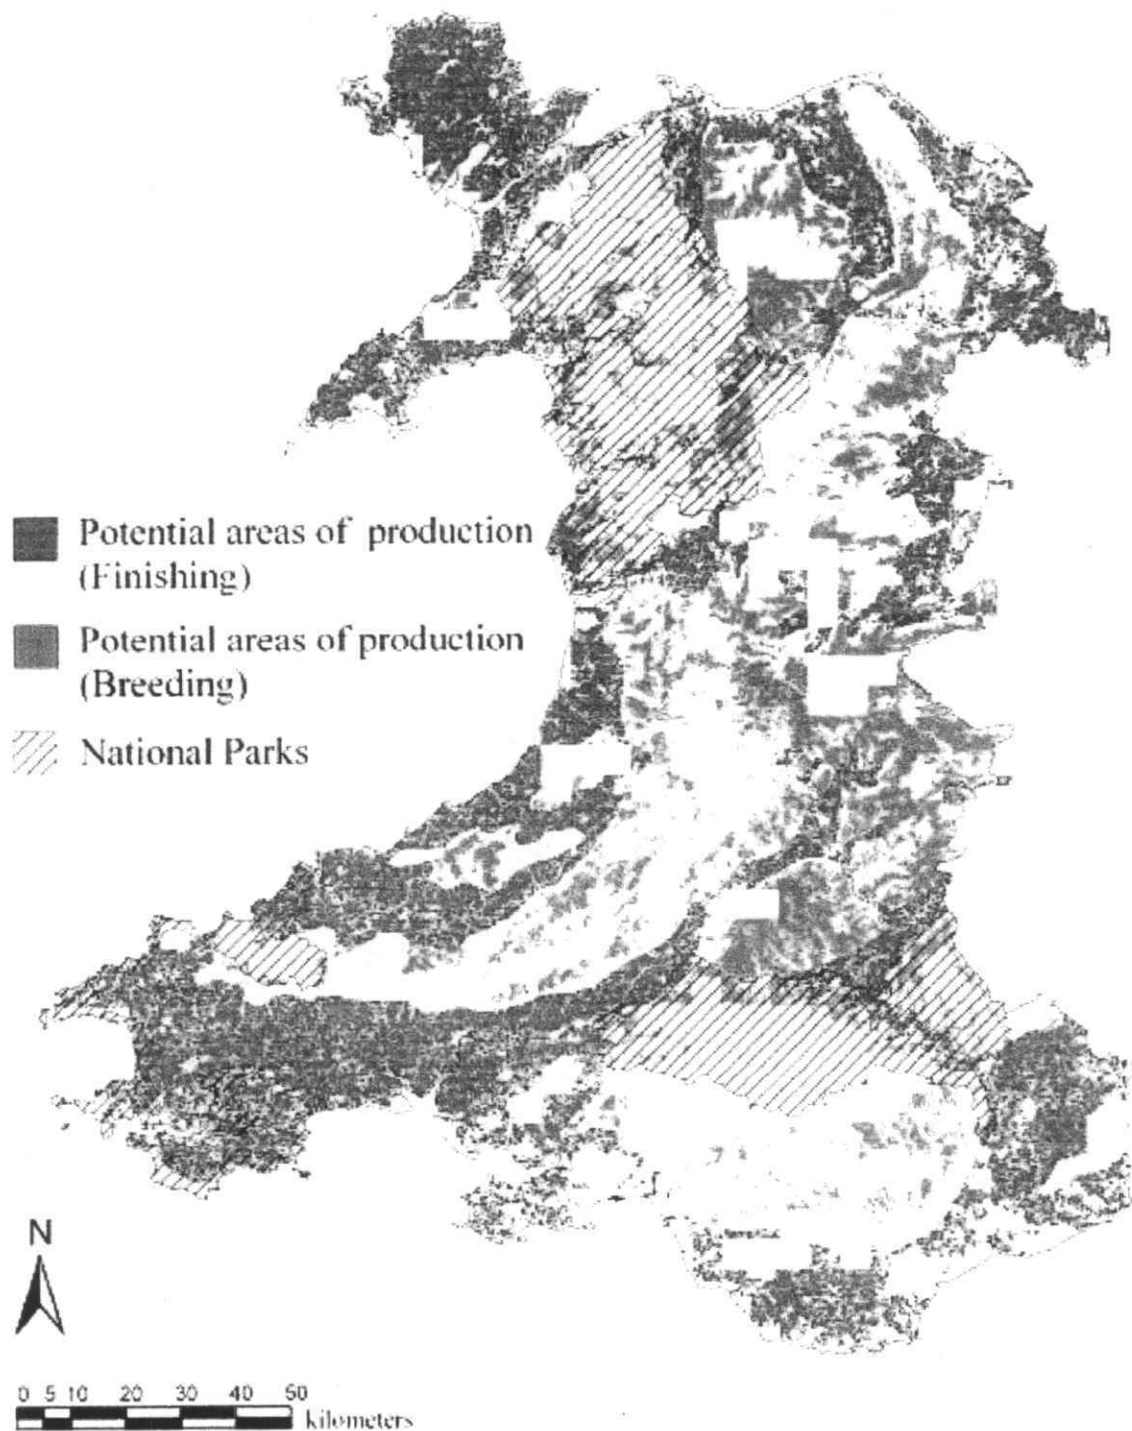 Potential areas of production
(Finishing)
Potential areas of production
(Breeding)
National Parks
N
0 5 10 20 30 40 50
kilometers